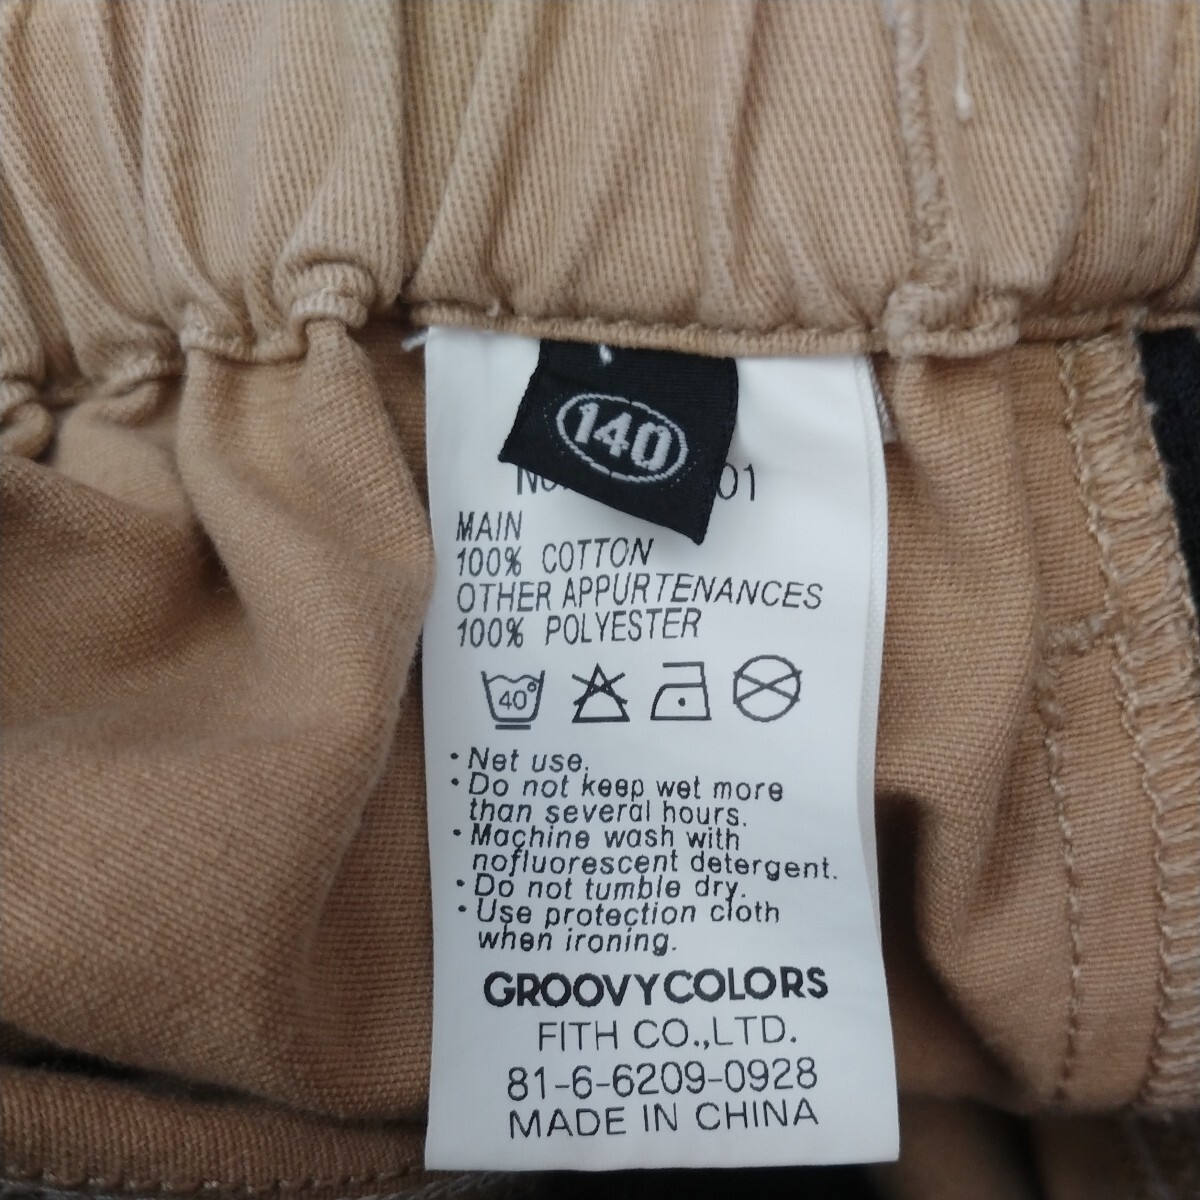 140
01
MAIN
100% COTTON
OTHER APPURTENANCES
100% POLYESTER
40°
・Net use.
・Do not keep wet more
than several hours.
・Machine wash with
nofluorescent detergent.
・Do not tumble dry.
・Use protection cloth
when ironing.
GROOVYCOLORS
FITH CO.,LTD.
81-6-6209-0928
MADE IN CHINA